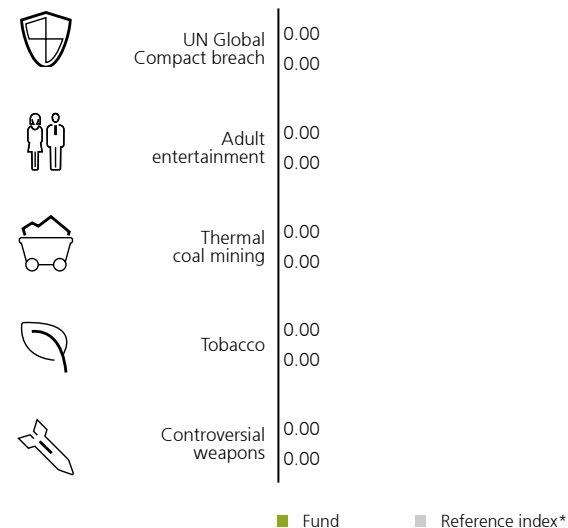 UN Global
Compact breach
0.00
0.00
Adult
entertainment
0.00
0.00
Thermal
coal mining
0.00
0.00
Tobacco
0.00
0.00
Controversial
weapons
0.00
0.00
Fund
Reference index*